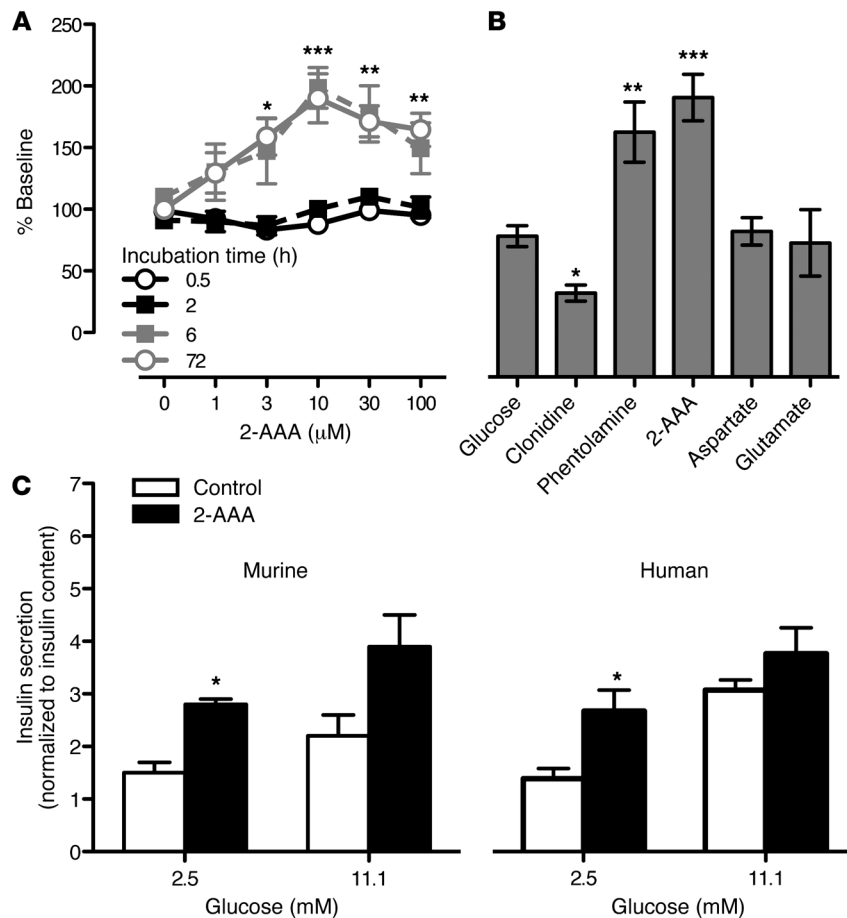 A
250
200
150
100
50
0
% Baseline
*
***
**
**
Incubation time (h)
0.5
2
6
72
0 1 3 10 30 100
2-AAA (μM)
B
*
**
***
Glucose
Clonidine
Phentolamine
2-AAA
Aspartate
Glutamate
C
Control
2-AAA
7
6
5
4
3
2
1
0
Insulin secretion
(normalized to insulin content)
Murine
*
2.5 11.1
Glucose (mM)
Human
*
2.5 11.1
Glucose (mM)